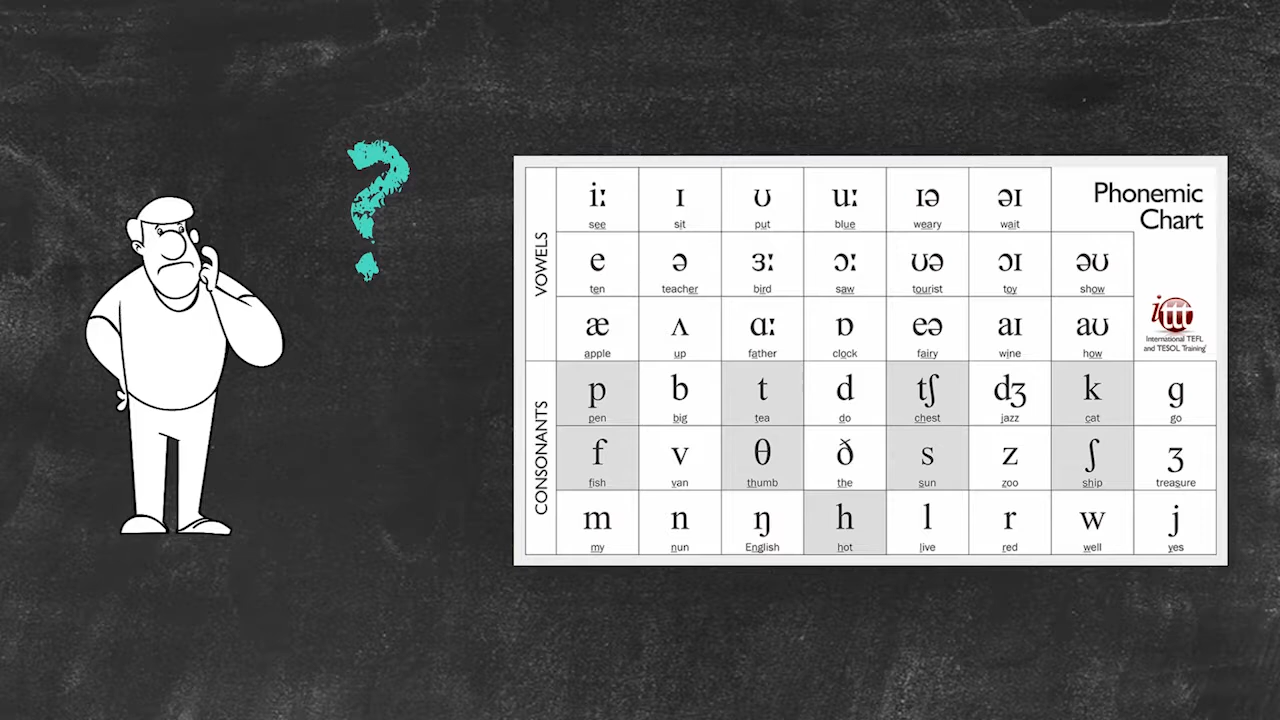 ?
Phonemic
Chart
VOWELS
iː ɪ ʊ uː ɪə əɪ
see sit put blue weary wait
e ə ɜː ɔː ʊə ɔɪ əʊ
ten teacher bird saw tourist toy show
æ ʌ ɑː ɒ eə aɪ aʊ
apple up father clock fairy wine how
ittt
International TEFL
and TESOL Training
CONSONANTS
p b t d tʃ dʒ k g
pen big tea do chest jazz cat go
f v θ ð s z ʃ ʒ
fish van thumb the sun zoo ship treasure
m n ŋ h l r w j
my nun English hot live red well yes